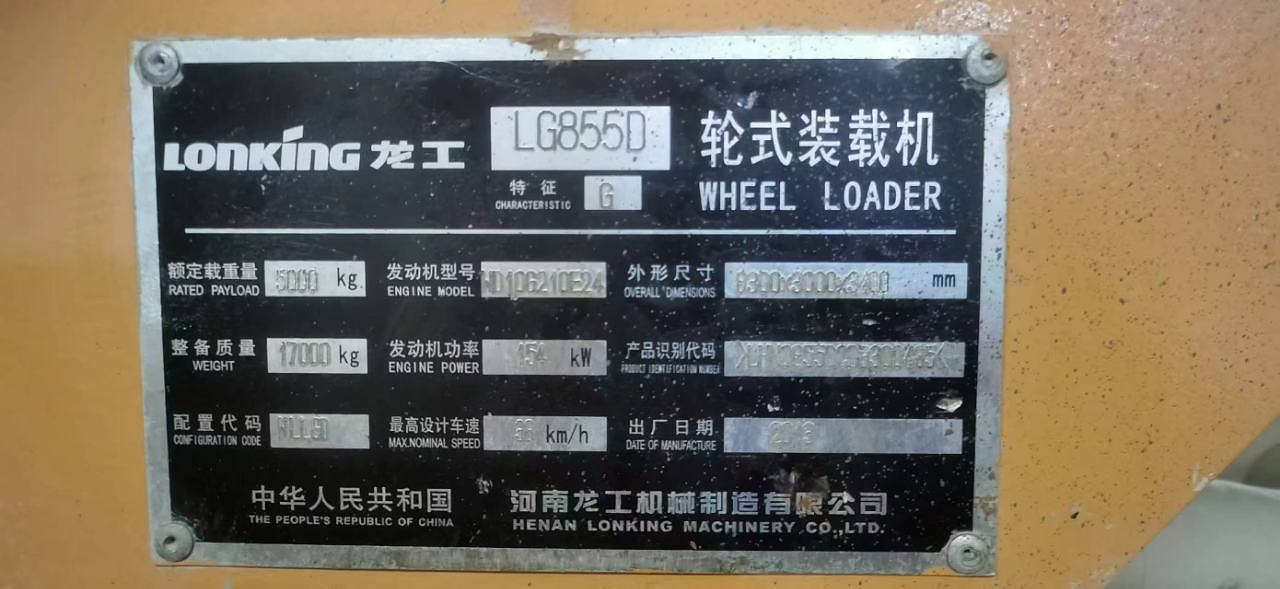 LONKING 龙工 LG855D 轮式装载机
特征 G
CHARACTERISTIC WHEEL LOADER
额定载重量 5000 kg 发动机型号 外形尺寸 mm
RATED PAYLOAD ENGINE MODEL OVERALL DIMENSIONS
整备质量 17000 kg 发动机功率 154 kW 产品识别代码
WEIGHT ENGINE POWER PRODUCT IDENTIFICATION NUMBER
配置代码 最高设计车速 km/h 出厂日期
CONFIGURATION CODE MAX.NOMINAL SPEED DATE OF MANUFACTURE
中华人民共和国 河南龙工机械制造有限公司
THE PEOPLE'S REPUBLIC OF CHINA HENAN LONKING MACHINERY CO.,LTD.